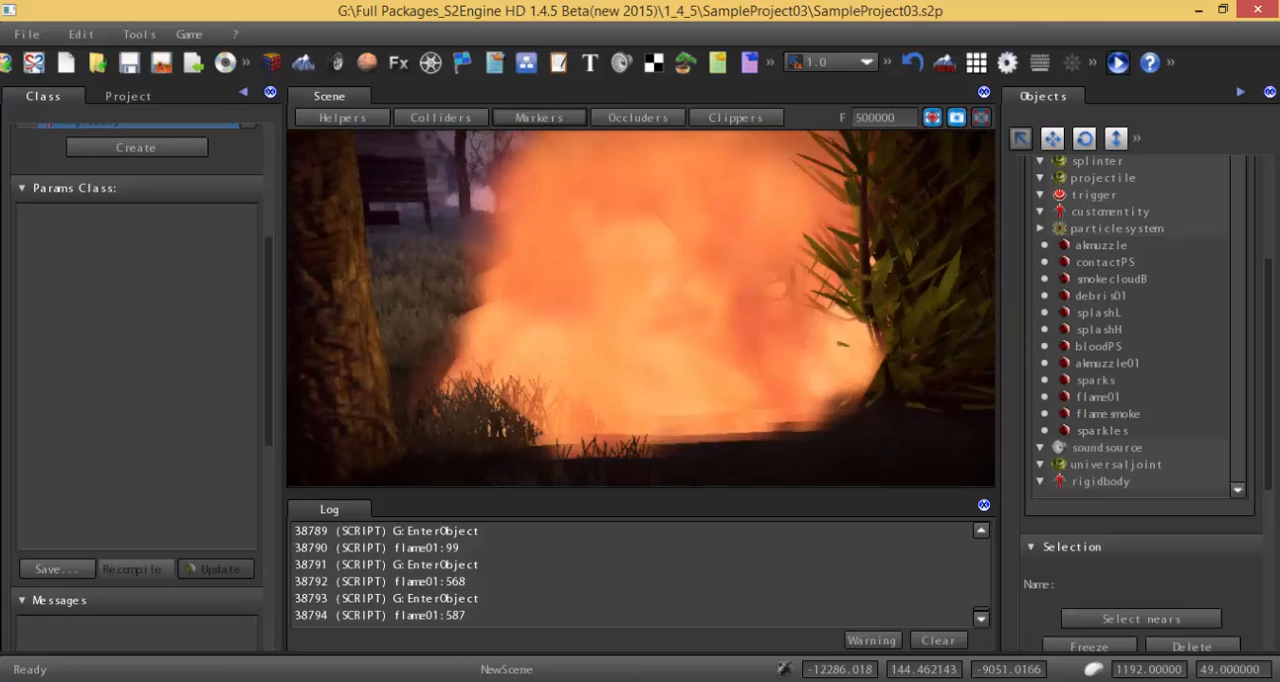 G:\Full Packages_S2Engine HD 1.4.5 Beta(new 2015)\1_4_5\SampleProject03\SampleProject03.s2p
File Edit Tools Game ?
S2 Fx T » 1.0 » » ? »
Class Project
Scene
Objects
Helpers Colliders Markers Occluders Clippers F 500000
Create
Params Class:
Save... Recompile Update
Messages
splinter
projectile
trigger
customentity
particlesystem
akmuzzle
contactPS
smokecloudB
debris01
splashL
splashH
bloodPS
akmuzzle01
sparks
flame01
flamesmoke
sparkles
soundsource
universaljoint
rigidbody
Selection
Name:
Select nears
Freeze Delete
Log
38789 (SCRIPT) G:EnterObject
38790 (SCRIPT) flame01:99
38791 (SCRIPT) G:EnterObject
38792 (SCRIPT) flame01:568
38793 (SCRIPT) G:EnterObject
38794 (SCRIPT) flame01:587
Warning Clear
Ready NewScene -12286.018 144.462143 -9051.0166 1192.00000 49.000000